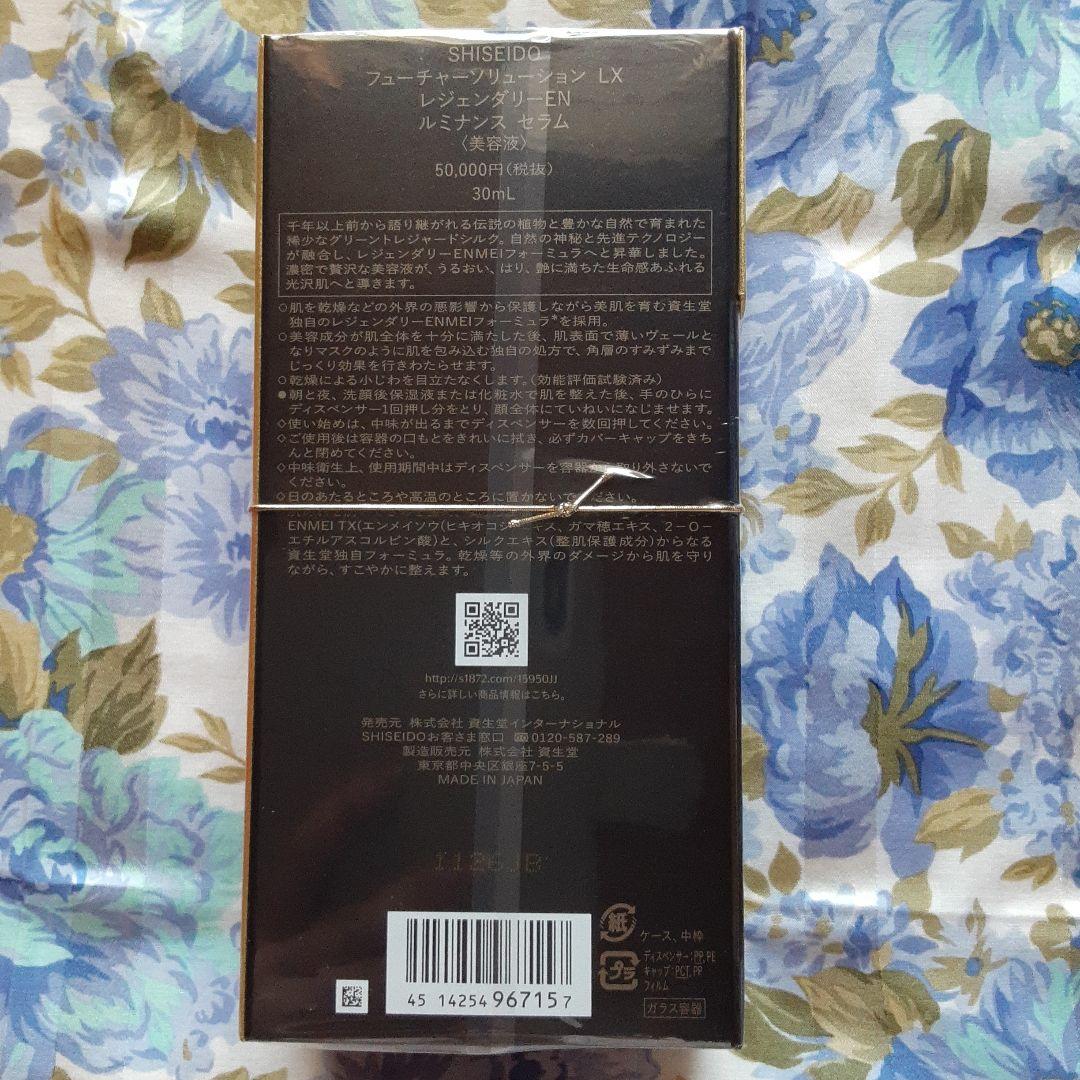 SHISEIDO
フューチャーソリューション LX
レジェンダリーEN
ルミナンス セラム
〈美容液〉
50,000円(税抜)
30mL
千年以上前から語り継がれる伝説の植物と豊かな自然で育まれた
稀少なグリーントレジャードシルク。自然の神秘と先進テクノロジー
が融合し、レジェンダリーENMEIフォーミュラへと昇華しました。
濃密で贅沢な美容液が、うるおい、はり、艶に満ちた生命感あふれる
光沢肌へと導きます。
○肌を乾燥などの外界の悪影響から保護しながら美肌を育む資生堂
独自のレジェンダリーENMEIフォーミュラ*を採用。
○美容成分が肌全体を十分に満たした後、肌表面で薄いヴェールと
なりマスクのように肌を包み込む独自の処方で、角層のすみずみまで
じっくり効果を行きわたらせます。
○乾燥による小じわを目立たなくします。(効能評価試験済み)
●朝と夜、洗顔後保湿液または化粧水で肌を整えた後、手のひらに
ディスペンサー1回押し分をとり、顔全体にていねいになじませます。
◇使い始めは、中味が出るまでディスペンサーを数回押してください。
◇ご使用後は容器の口もとをきれいに拭き、必ずカバーキャップをきち
んと閉めてください。
◇中味衛生上、使用期間中はディスペンサーを容器から取り外さないで
ください。
◇日のあたるところや高温のところに置かないでください。
ENMEI TX(エンメイソウ(ヒキオコシ)エキス、ガマ穂エキス、2-O-
エチルアスコルビン酸)と、シルクエキス(整肌保護成分)からなる
資生堂独自フォーミュラ。乾燥等の外界のダメージから肌を守り
ながら、すこやかに整えます。
http://s1872.com/15950JJ
さらに詳しい商品情報はこちら。
発売元 株式会社 資生堂インターナショナル
SHISEIDOお客さま窓口 0120-587-289
製造販売元 株式会社 資生堂
東京都中央区銀座7-5-5
MADE IN JAPAN
1126JB
4514254967157
紙
ケース、中枠
プラ
ディスペンサー:PP,PE
キャップ:PCT,PP
フィルム
ガラス容器